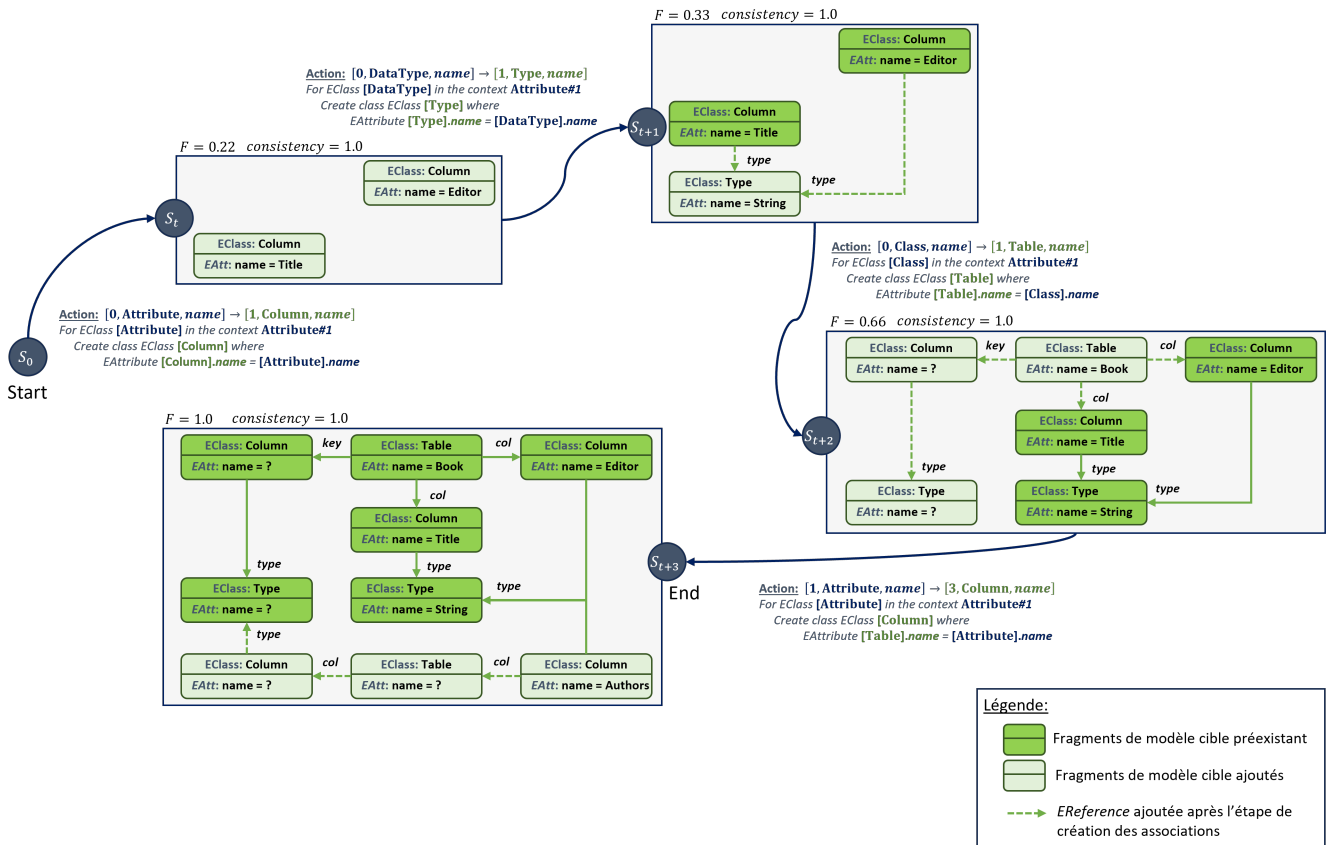 F = 0.33 consistency = 1.0
EClass: Column
EAtt: name = Editor
Action: [0, DataType, name] → [1, Type, name]
For EClass [DataType] in the context Attribute#1
Create class EClass [Type] where
EAttribute [Type].name = [DataType].name
S_{t+1}
EClass: Column
EAtt: name = Title
type
EClass: Type
EAtt: name = String
type
F = 0.22 consistency = 1.0
EClass: Column
EAtt: name = Editor
S_t
EClass: Column
EAtt: name = Title
Action: [0, Attribute, name] → [1, Column, name]
For EClass [Attribute] in the context Attribute#1
Create class EClass [Column] where
EAttribute [Column].name = [Attribute].name
S_0
Start
Action: [0, Class, name] → [1, Table, name]
For EClass [Class] in the context Attribute#1
Create class EClass [Table] where
EAttribute [Table].name = [Class].name
F = 0.66 consistency = 1.0
EClass: Column
EAtt: name = ?
key
EClass: Table
EAtt: name = Book
col
EClass: Column
EAtt: name = Editor
col
S_{t+2}
EClass: Column
EAtt: name = Title
type
type
EClass: Type
EAtt: name = ?
EClass: Type
EAtt: name = String
type
F = 1.0 consistency = 1.0
EClass: Column
EAtt: name = ?
key
EClass: Table
EAtt: name = Book
col
EClass: Column
EAtt: name = Editor
col
EClass: Column
EAtt: name = Title
type
type
EClass: Type
EAtt: name = ?
EClass: Type
EAtt: name = String
type
type
EClass: Column
EAtt: name = ?
col
EClass: Table
EAtt: name = ?
col
EClass: Column
EAtt: name = Authors
S_{t+3}
End
Action: [1, Attribute, name] → [3, Column, name]
For EClass [Attribute] in the context Attribute#1
Create class EClass [Column] where
EAttribute [Table].name = [Attribute].name
Légende:
Fragments de modèle cible préexistant
Fragments de modèle cible ajoutés
EReference ajoutée après l'étape de
création des associations